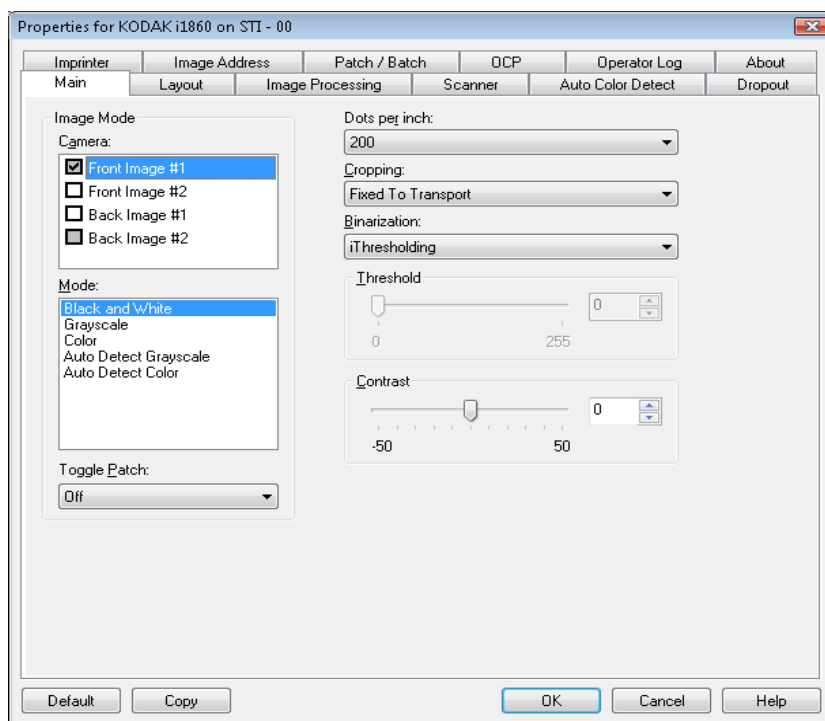 Properties for KODAK i1860 on STI - 00
Imprinter Image Address Patch / Batch OCP Operator Log About
Main Layout Image Processing Scanner Auto Color Detect Dropout
Image Mode
Camera:
Front Image #1
Front Image #2
Back Image #1
Back Image #2
Mode:
Black and White
Grayscale
Color
Auto Detect Grayscale
Auto Detect Color
Toggle Patch:
Off
Dots per inch:
200
Cropping:
Fixed To Transport
Binarization:
iThresholding
Threshold
0
0 255
Contrast
0
-50 50
Default Copy OK Cancel Help